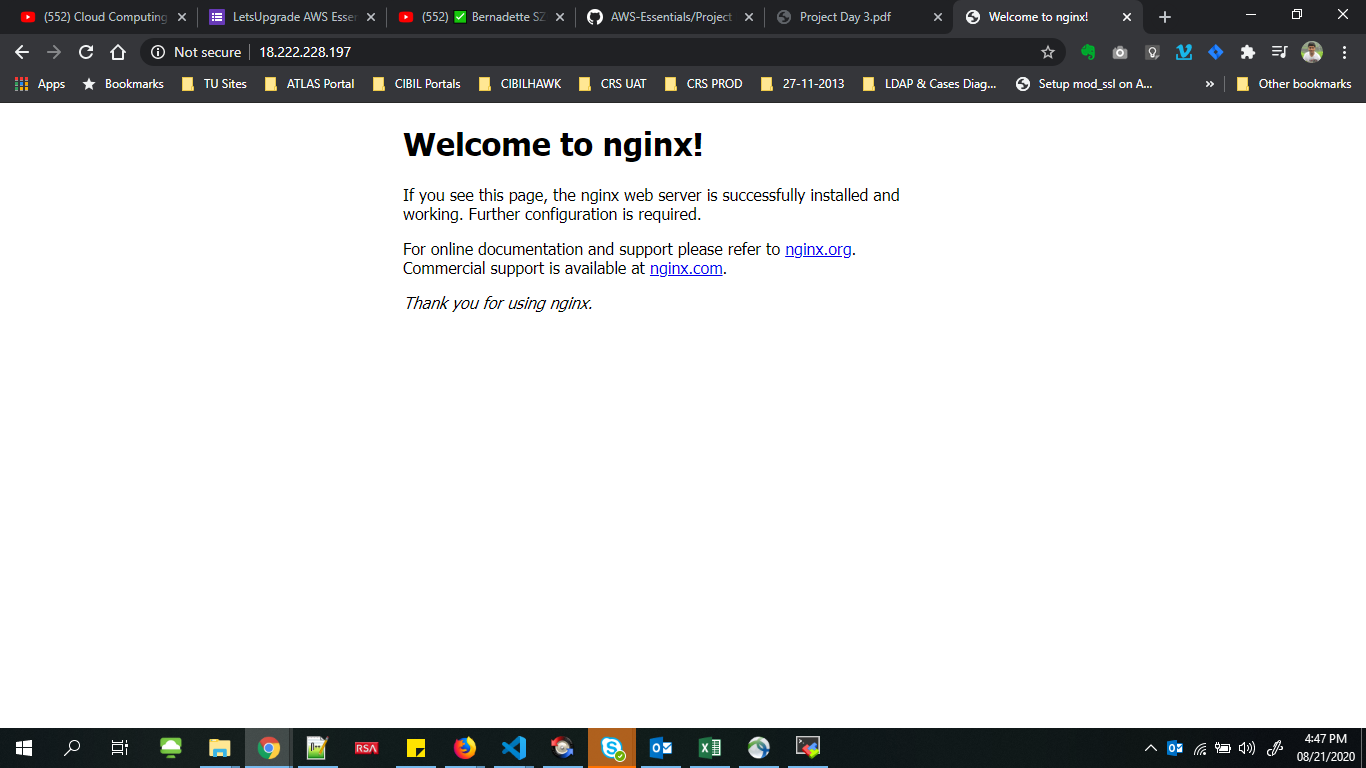 (552) Cloud Computing
LetsUpgrade AWS Esse
(552) ✅ Bernadette SZ
AWS-Essentials/Project
Project Day 3.pdf
Welcome to nginx!
Not secure 18.222.228.197
Apps Bookmarks TU Sites ATLAS Portal CIBIL Portals CIBILHAWK CRS UAT CRS PROD 27-11-2013 LDAP & Cases Diag... Setup mod_ssl on A... » Other bookmarks
Welcome to nginx!
If you see this page, the nginx web server is successfully installed and
working. Further configuration is required.
For online documentation and support please refer to nginx.org.
Commercial support is available at nginx.com.
Thank you for using nginx.
RSA
4:47 PM
08/21/2020